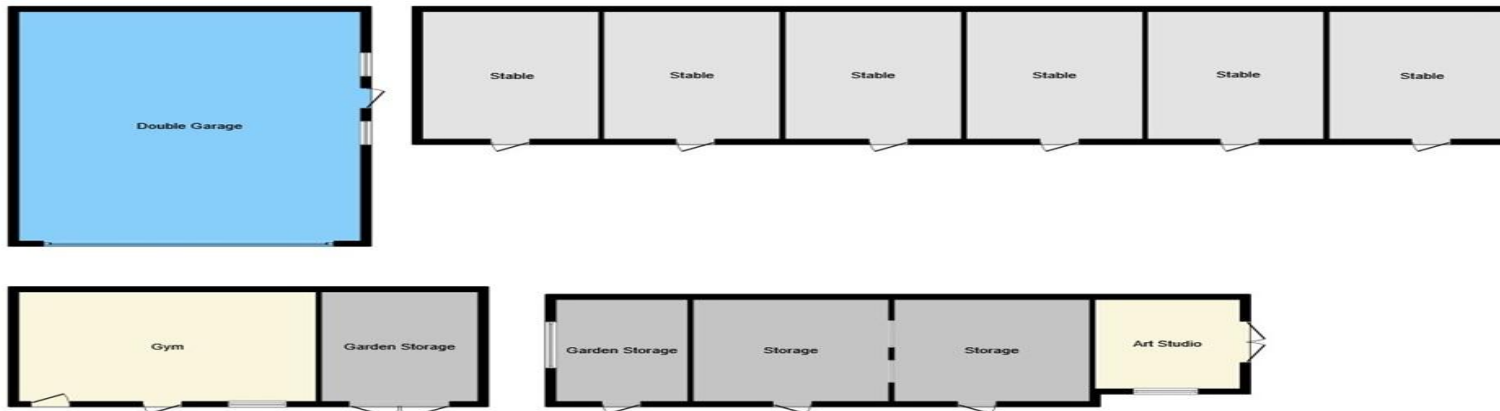 Double Garage
Stable
Stable
Stable
Stable
Stable
Stable
Gym
Garden Storage
Garden Storage
Storage
Storage
Art Studio